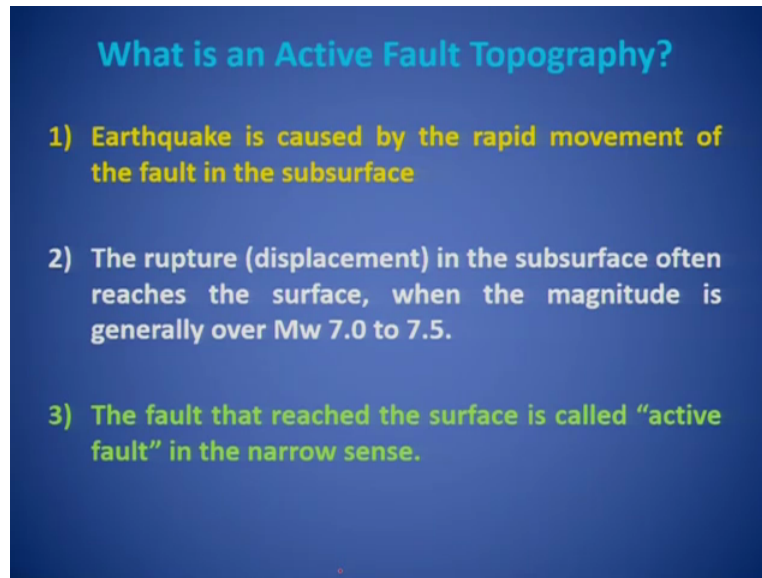 What is an Active Fault Topography?
1) Earthquake is caused by the rapid movement of
the fault in the subsurface
2) The rupture (displacement) in the subsurface often
reaches the surface, when the magnitude is
generally over Mw 7.0 to 7.5.
3) The fault that reached the surface is called “active
fault” in the narrow sense.